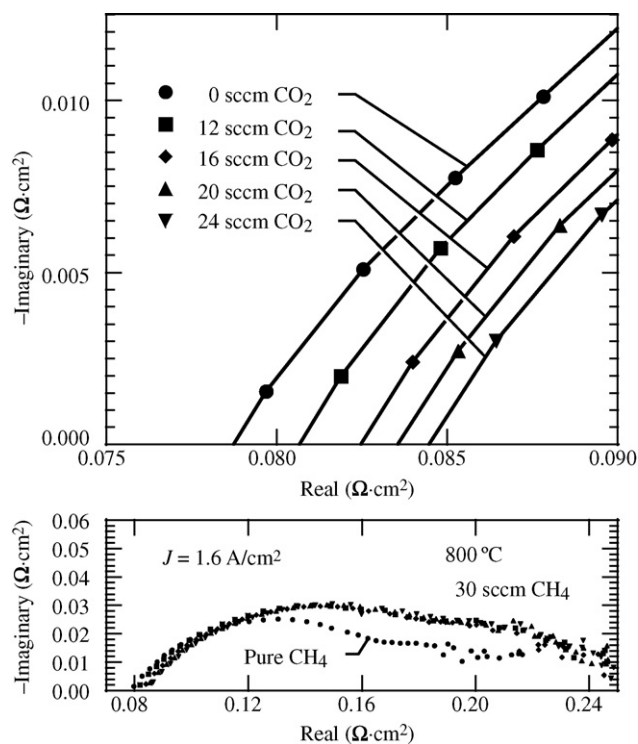 0.010
0.005
0.000
–Imaginary (Ω·cm²)
0 sccm CO₂
12 sccm CO₂
16 sccm CO₂
20 sccm CO₂
24 sccm CO₂
0.075 0.080 0.085 0.090
Real (Ω·cm²)
0.06
0.05
0.04
0.03
0.02
0.01
0.00
–Imaginary (Ω·cm²)
J = 1.6 A/cm² 800 ºC
30 sccm CH₄
Pure CH₄
0.08 0.12 0.16 0.20 0.24
Real (Ω·cm²)